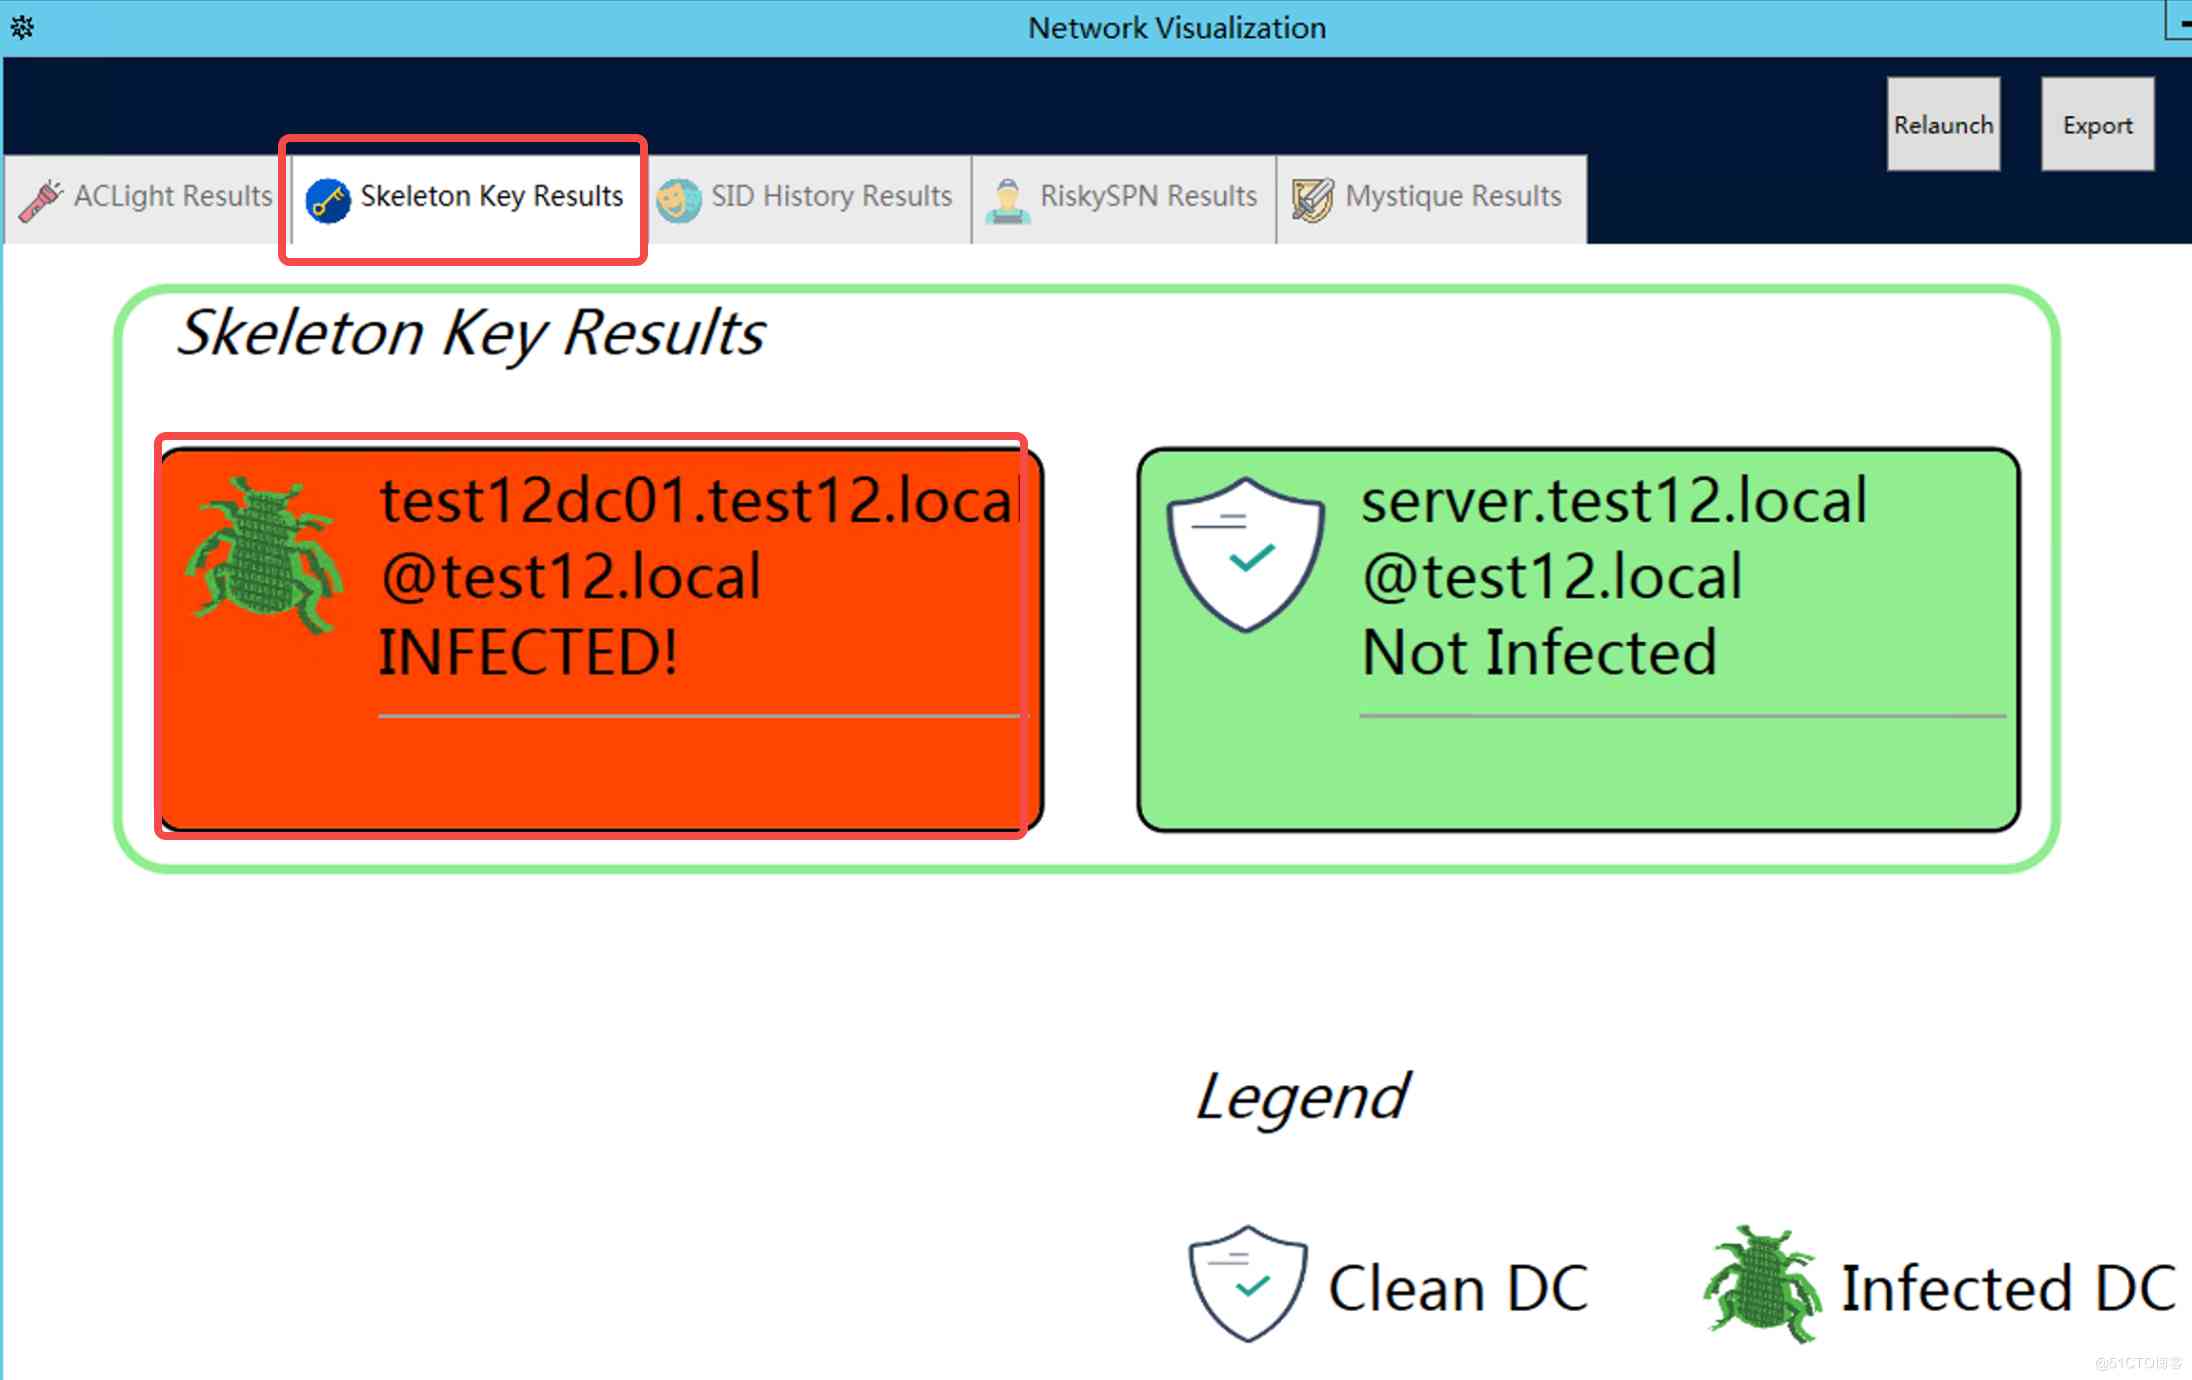 Network Visualization
Relaunch
Export
ACLight Results
Skeleton Key Results
SID History Results
RiskySPN Results
Mystique Results
Skeleton Key Results
test12dc01.test12.local
@test12.local
INFECTED!
server.test12.local
@test12.local
Not Infected
Legend
Clean DC
Infected DC
@51CTO博客